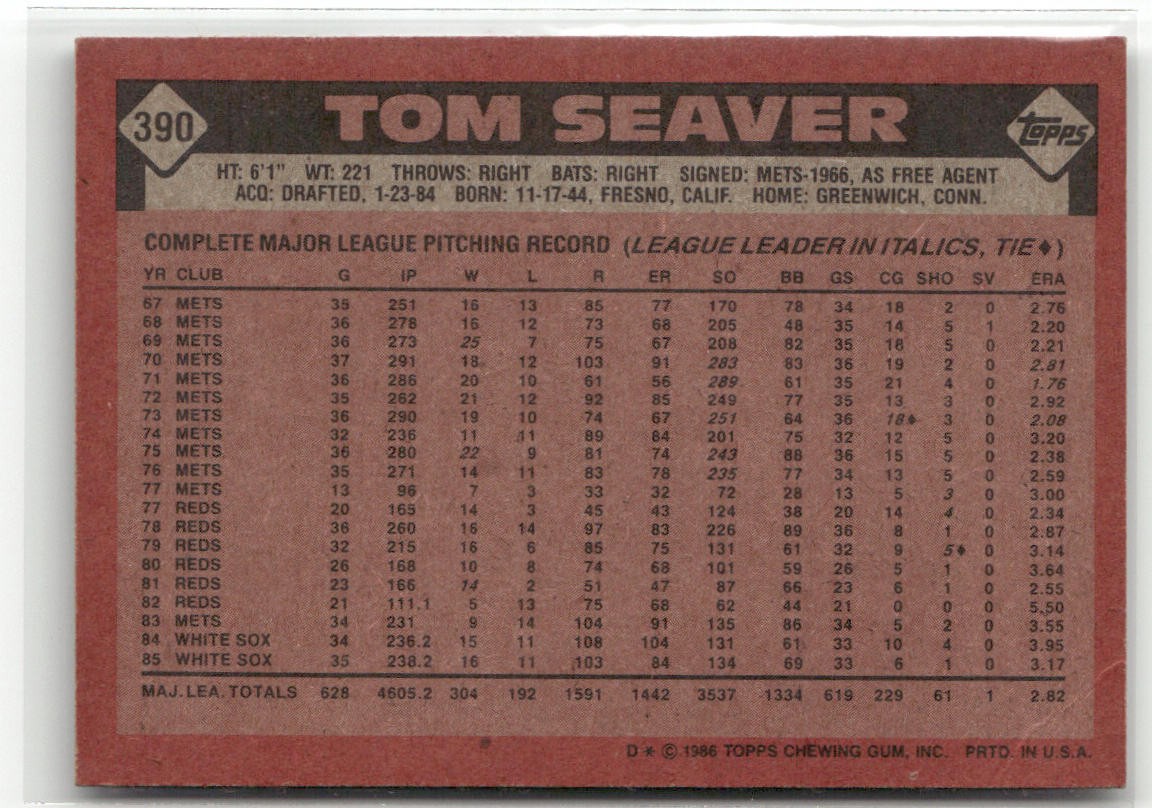 390 TOM SEAVER Topps
HT: 6'1" WT: 221 THROWS: RIGHT BATS: RIGHT SIGNED: METS-1966, AS FREE AGENT
ACQ: DRAFTED, 1-23-84 BORN: 11-17-44, FRESNO, CALIF. HOME: GREENWICH, CONN.
COMPLETE MAJOR LEAGUE PITCHING RECORD (LEAGUE LEADER IN ITALICS, TIE♦)
YR CLUB G IP W L R ER SO BB GS CG SHO SV ERA
67 METS 35 251 16 13 85 77 170 78 34 18 2 0 2.76
68 METS 36 278 16 12 73 68 205 48 35 14 5 1 2.20
69 METS 36 273 25 7 75 67 208 82 35 18 5 0 2.21
70 METS 37 291 18 12 103 91 283 83 36 19 2 0 2.81
71 METS 36 286 20 10 61 56 289 61 35 21 4 0 1.76
72 METS 35 262 21 12 92 85 249 77 35 13 3 0 2.92
73 METS 36 290 19 10 74 67 251 64 36 18♦ 3 0 2.08
74 METS 32 236 11 11 89 84 201 75 32 12 5 0 3.20
75 METS 36 280 22 9 81 74 243 88 36 15 5 0 2.38
76 METS 35 271 14 11 83 78 235 77 34 13 5 0 2.59
77 METS 13 96 7 3 33 32 72 28 13 5 3 0 3.00
77 REDS 20 165 14 3 45 43 124 38 20 14 4 0 2.34
78 REDS 36 260 16 14 97 83 226 89 36 8 1 0 2.87
79 REDS 32 215 16 6 85 75 131 61 32 9 5♦ 0 3.14
80 REDS 26 168 10 8 74 68 101 59 26 5 1 0 3.64
81 REDS 23 166 14 2 51 47 87 66 23 6 1 0 2.55
82 REDS 21 111.1 5 13 75 68 62 44 21 0 0 0 5.50
83 METS 34 231 9 14 104 91 135 86 34 5 2 0 3.55
84 WHITE SOX 34 236.2 15 11 108 104 131 61 33 10 4 0 3.95
85 WHITE SOX 35 238.2 16 11 103 84 134 69 33 6 1 0 3.17
MAJ. LEA. TOTALS 628 4605.2 304 192 1591 1442 3537 1334 619 229 61 1 2.82
D * © 1986 TOPPS CHEWING GUM, INC. PRTD. IN U.S.A.